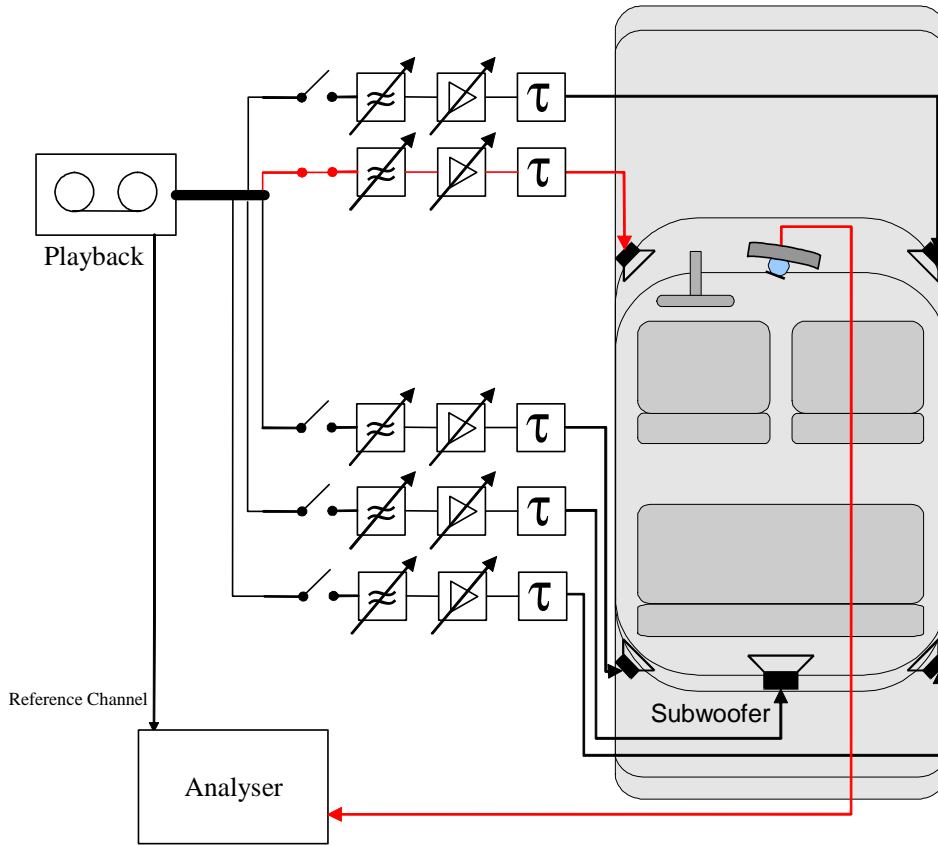 τ
τ
Playback
τ
τ
τ
Reference Channel
Subwoofer
Analyser